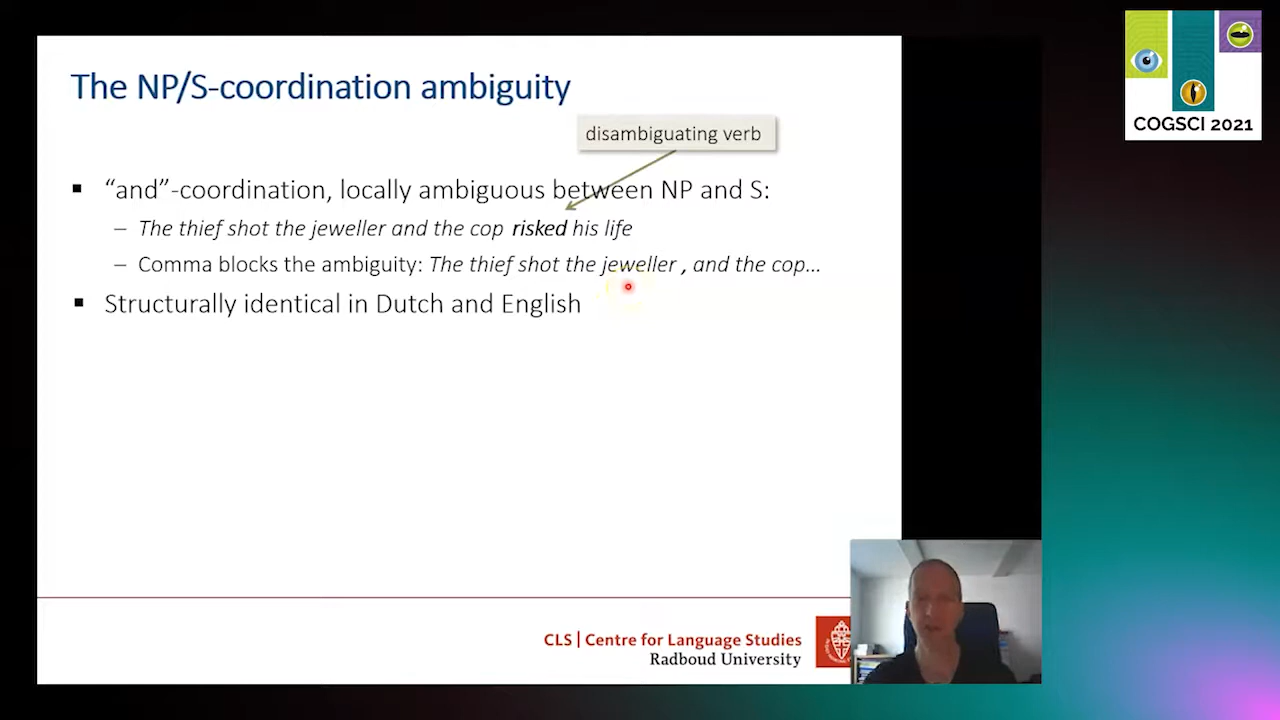 The NP/S-coordination ambiguity
disambiguating verb
▪ “and”-coordination, locally ambiguous between NP and S:
– The thief shot the jeweller and the cop risked his life
– Comma blocks the ambiguity: The thief shot the jeweller , and the cop…
▪ Structurally identical in Dutch and English
CLS | Centre for Language Studies
Radboud University
COGSCI 2021